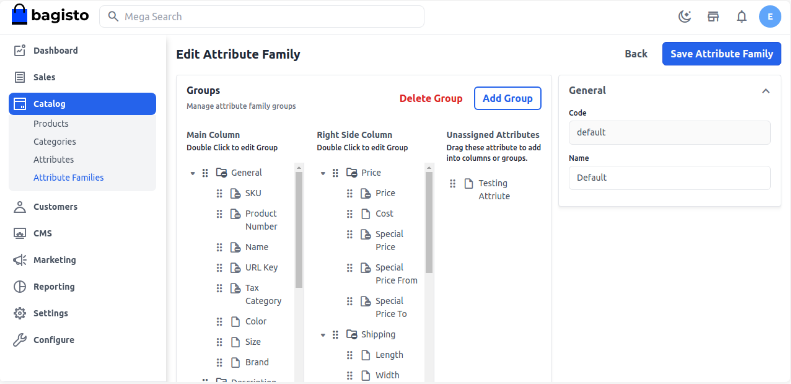 bagisto
Mega Search
E
Dashboard
Sales
Catalog
Products
Categories
Attributes
Attribute Families
Customers
CMS
Marketing
Reporting
Settings
Configure
Edit Attribute Family
Back
Save Attribute Family
Groups
Manage attribute family groups
Delete Group
Add Group
Main Column
Double Click to edit Group
General
SKU
Product
Number
Name
URL Key
Tax
Category
Color
Size
Brand
Description
Right Side Column
Double Click to edit Group
Price
Price
Cost
Special
Price
Special
Price From
Special
Price To
Shipping
Length
Width
Unassigned Attributes
Drag these attribute to add
into columns or groups.
Testing
Attriute
General
Code
default
Name
Default